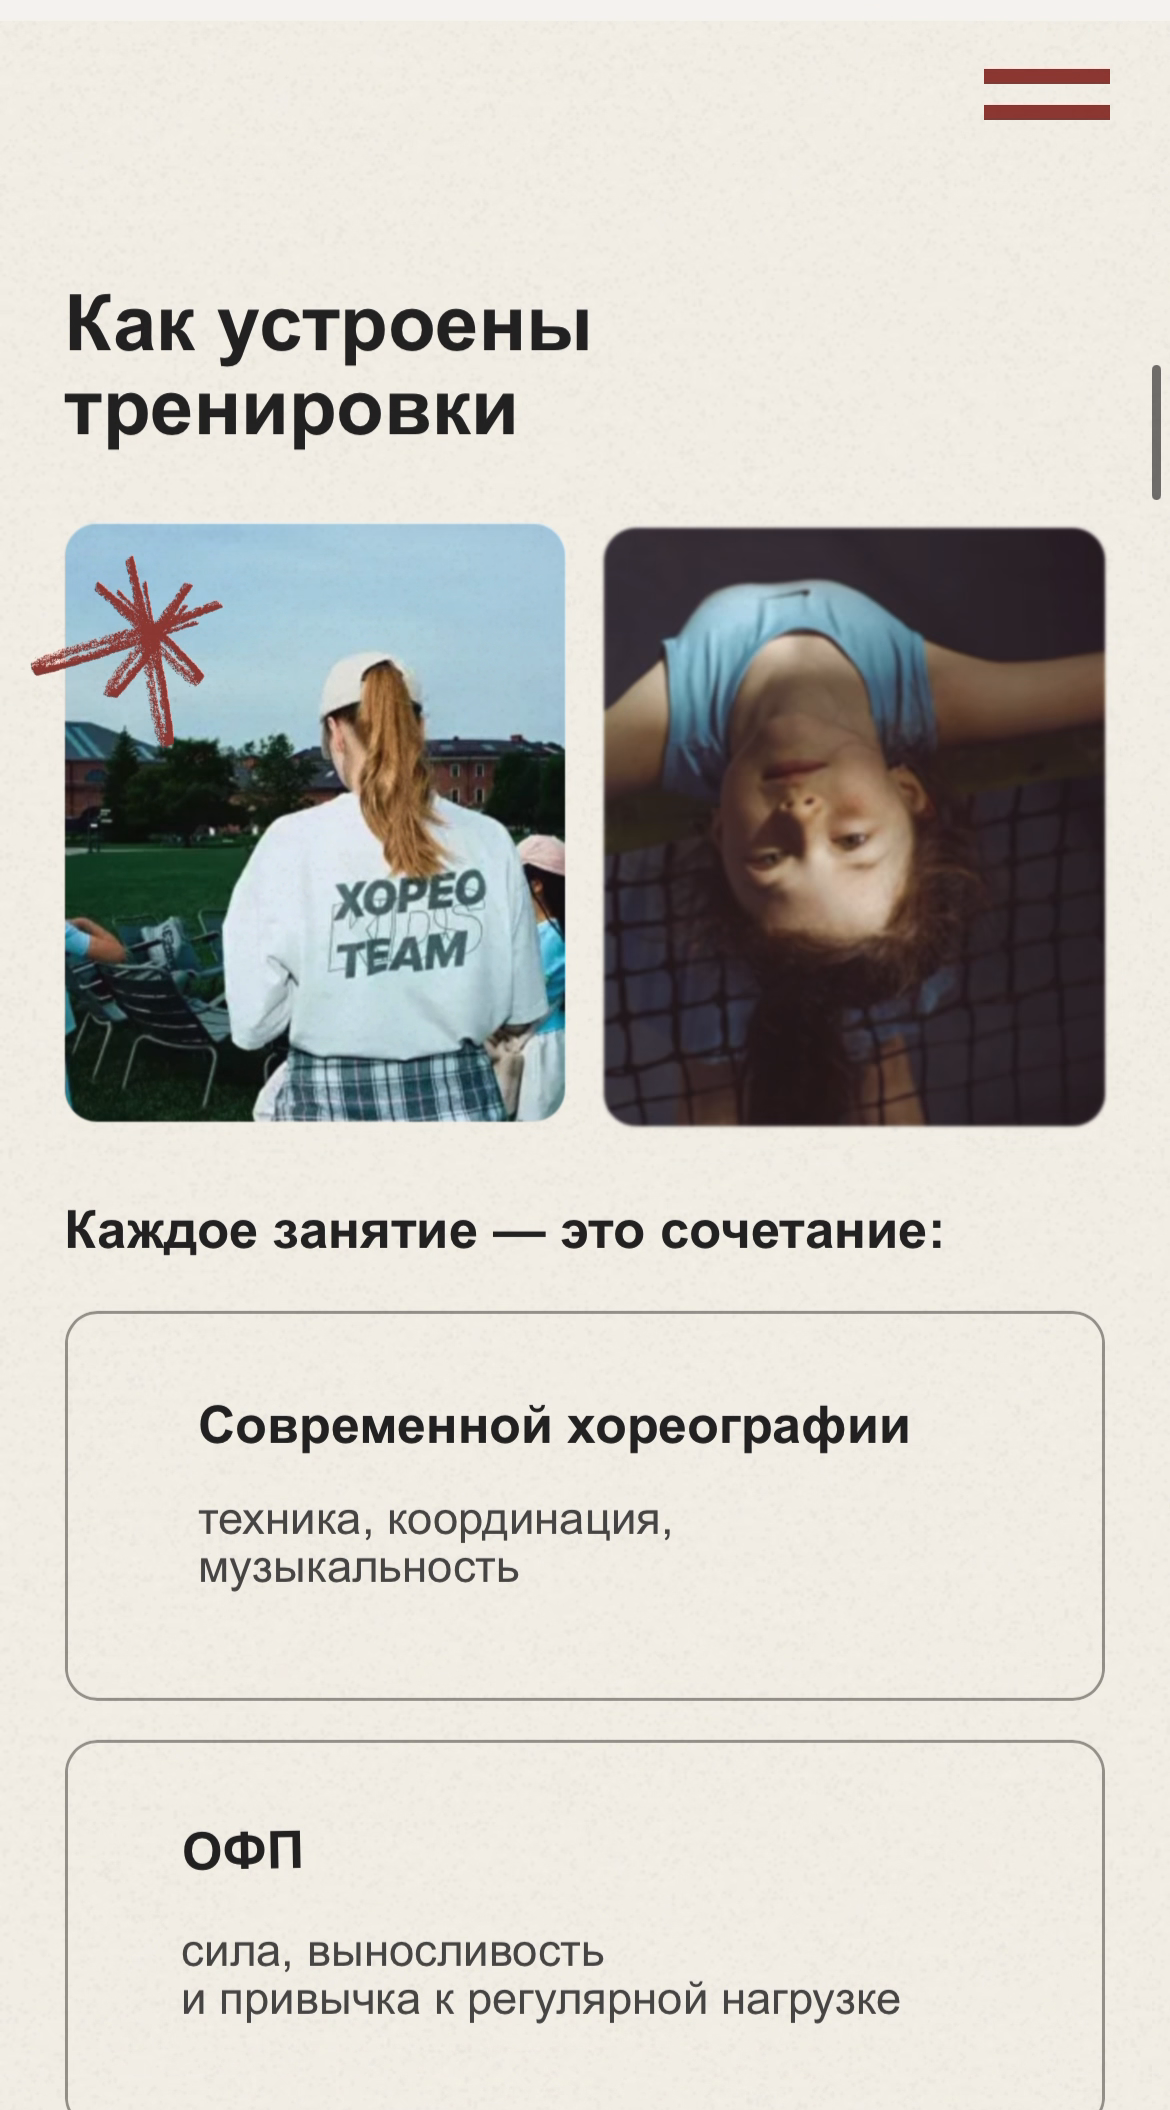 Как устроены
тренировки
ХОРЕО
KIDS
TEAM
Каждое занятие — это сочетание:
Современной хореографии
техника, координация,
музыкальность
ОФП
сила, выносливость
и привычка к регулярной нагрузке